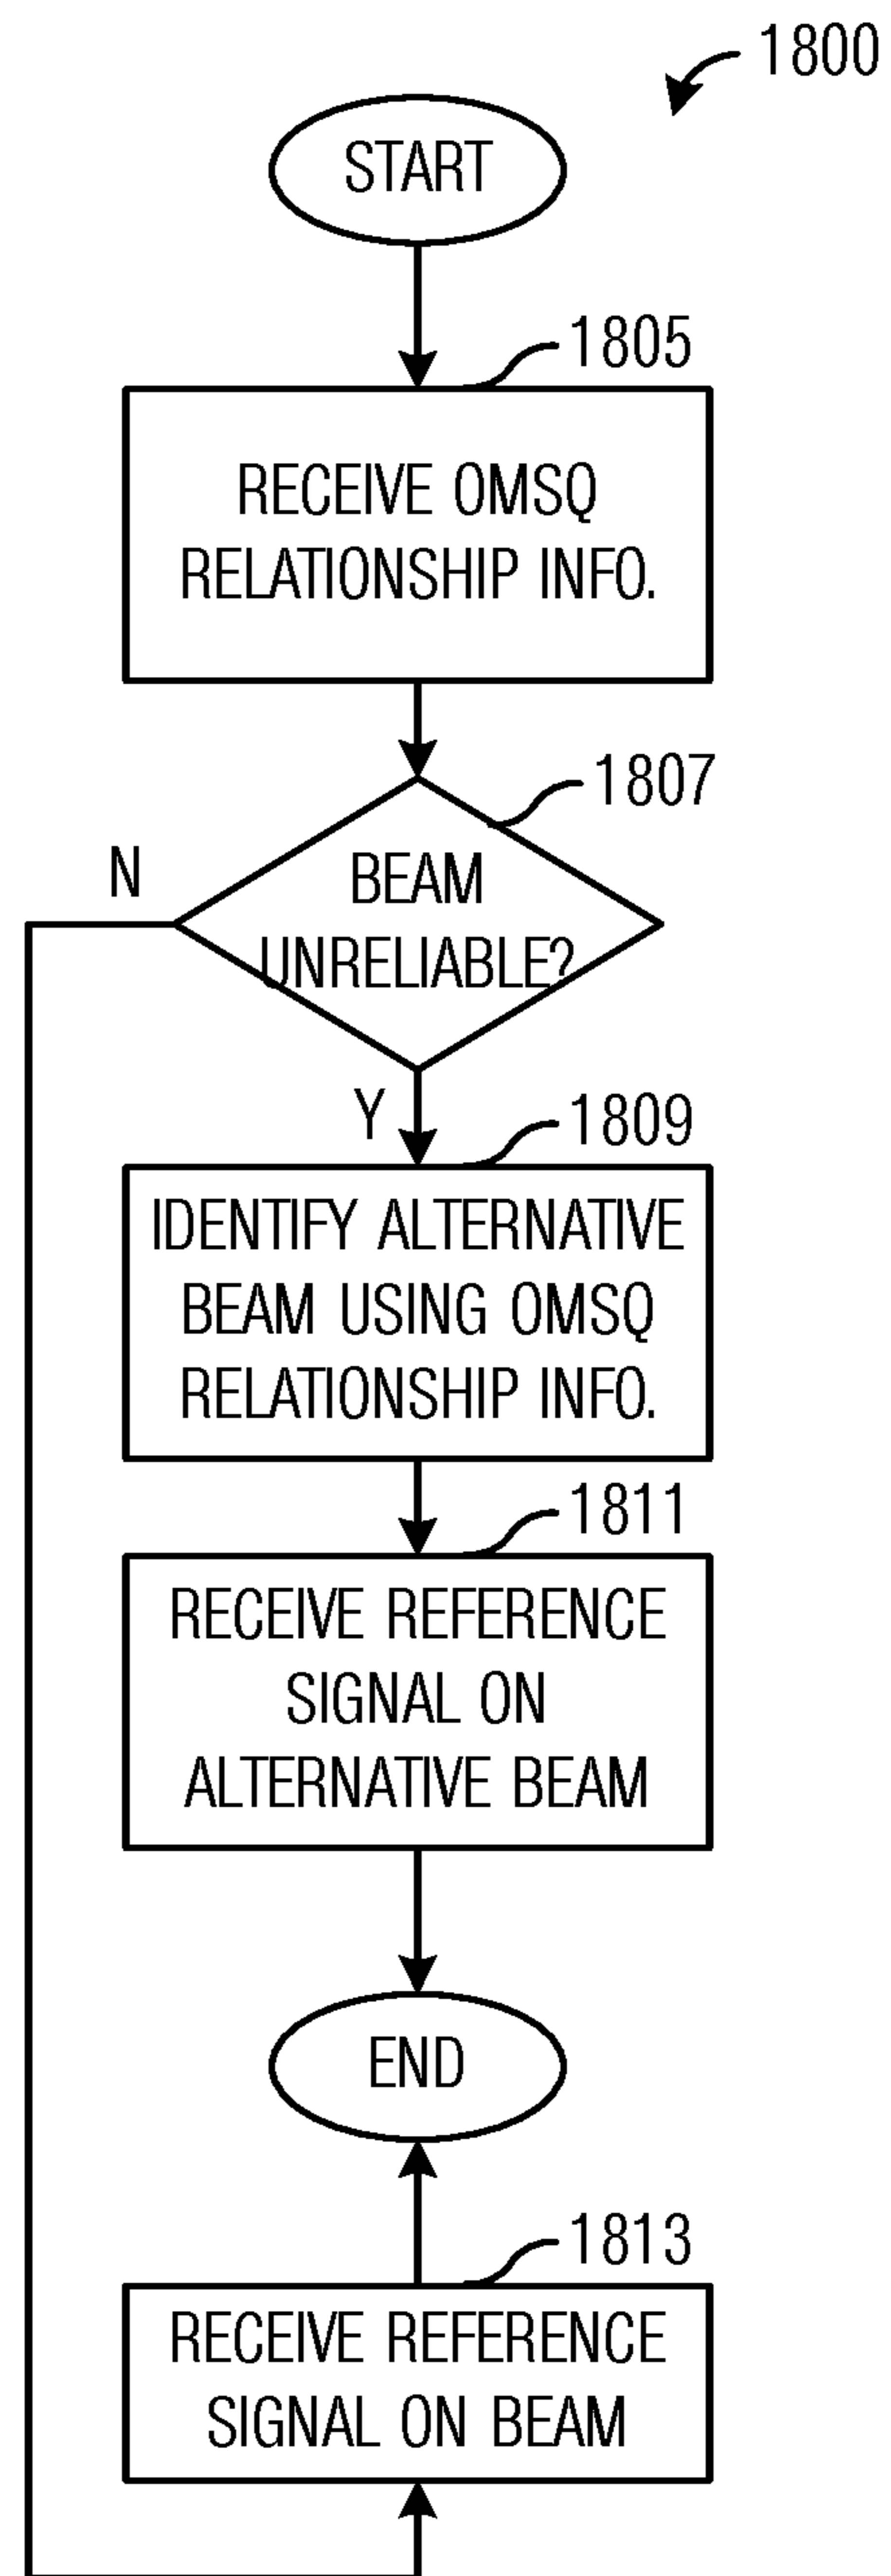 1800
START
1805
RECEIVE OMSQ
RELATIONSHIP INFO.
1807
N
BEAM
UNRELIABLE?
Y
1809
IDENTIFY ALTERNATIVE
BEAM USING OMSQ
RELATIONSHIP INFO.
1811
RECEIVE REFERENCE
SIGNAL ON
ALTERNATIVE BEAM
END
1813
RECEIVE REFERENCE
SIGNAL ON BEAM